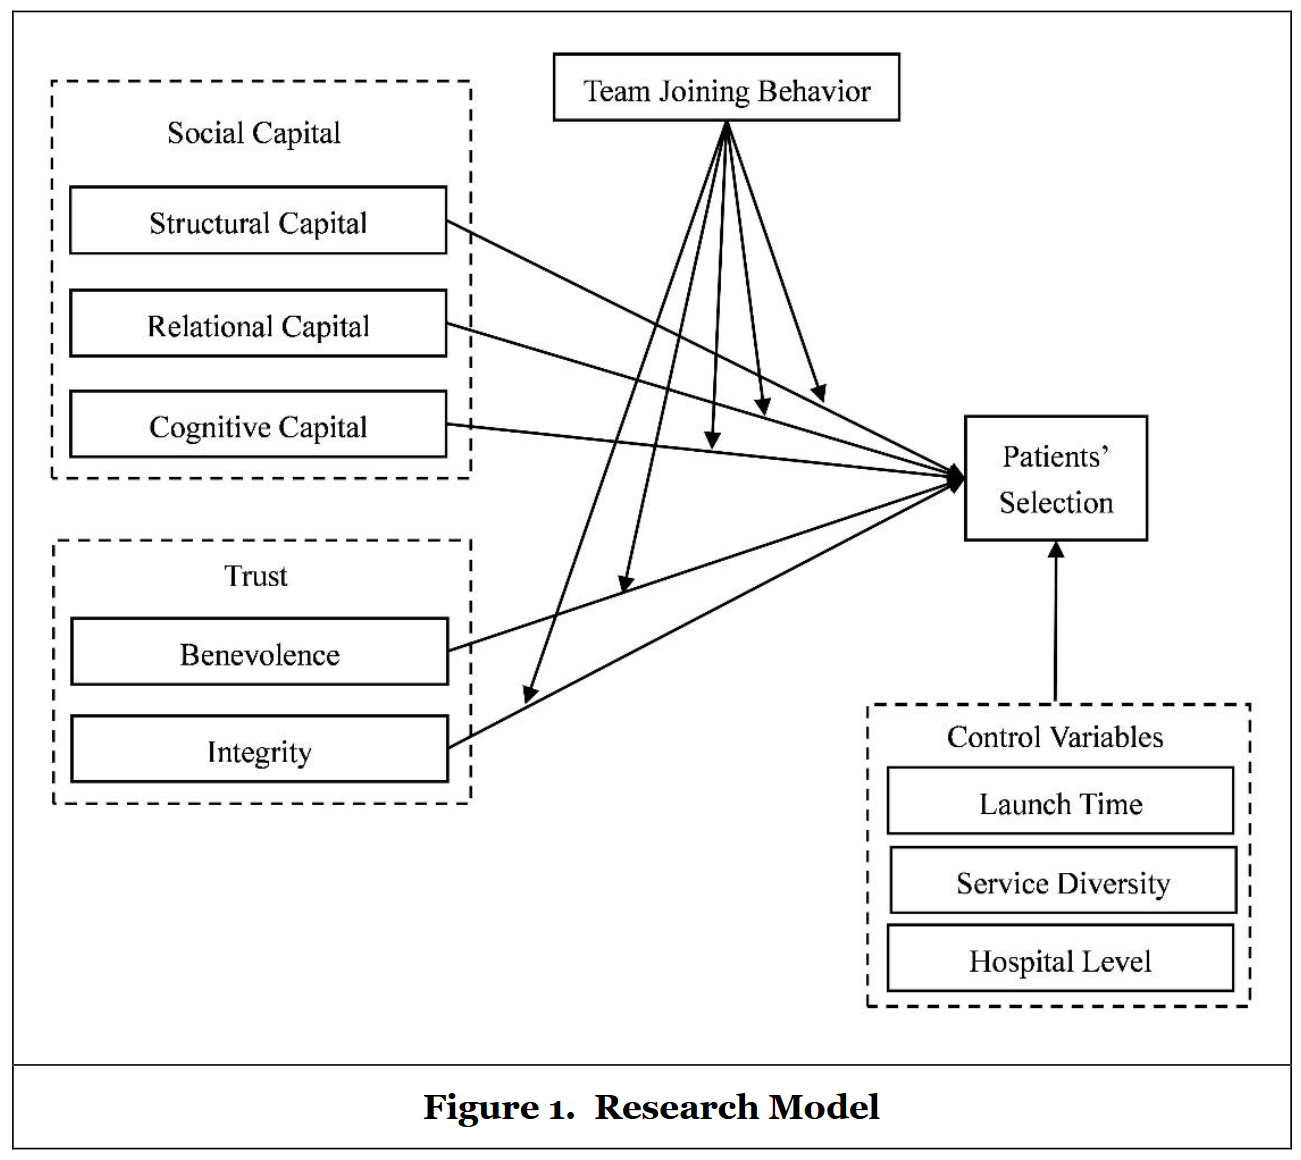 Team Joining Behavior
Social Capital
Structural Capital
Relational Capital
Cognitive Capital
Patients’
Selection
Trust
Benevolence
Integrity
Control Variables
Launch Time
Service Diversity
Hospital Level
Figure 1. Research Model